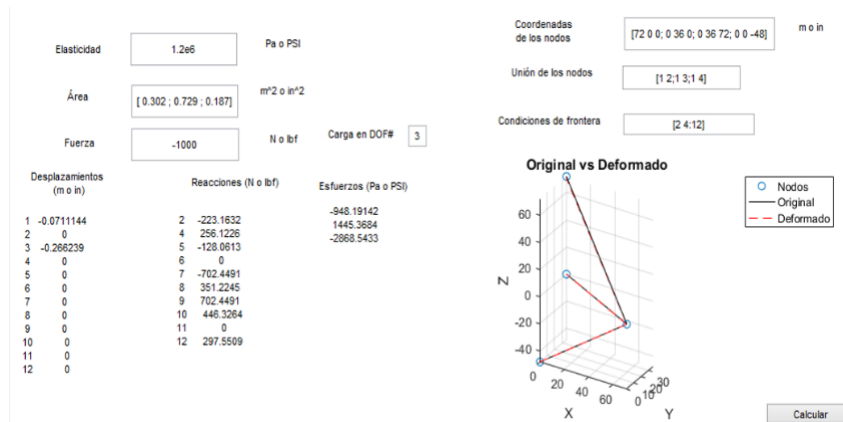 Elasticidad
1.2e6
Pa o PSI
Área
[ 0.302 ; 0.729 ; 0.187]
m^2 o in^2
Fuerza
-1000
N o lbf
Carga en DOF#
3
Coordenadas
de los nodos
[72 0 0; 0 36 0; 0 36 72; 0 0 -48]
m o in
Unión de los nodos
[1 2;1 3;1 4]
Condiciones de frontera
[2 4:12]
Desplazamientos
(m o in)
1 -0.0711144
2 0
3 -0.266239
4 0
5 0
6 0
7 0
8 0
9 0
10 0
11 0
12 0
Reacciones (N o lbf)
2 -223.1632
4 256.1226
5 -128.0613
6 0
7 -702.4491
8 351.2245
9 702.4491
10 446.3264
11 0
12 297.5509
Esfuerzos (Pa o PSI)
-948.19142
1445.3684
-2868.5433
Original vs Deformado
Nodos
Original
Deformado
60
40
20
0
-20
-40
Z
0
20
40
60
X
0
10
20
30
Y
Calcular